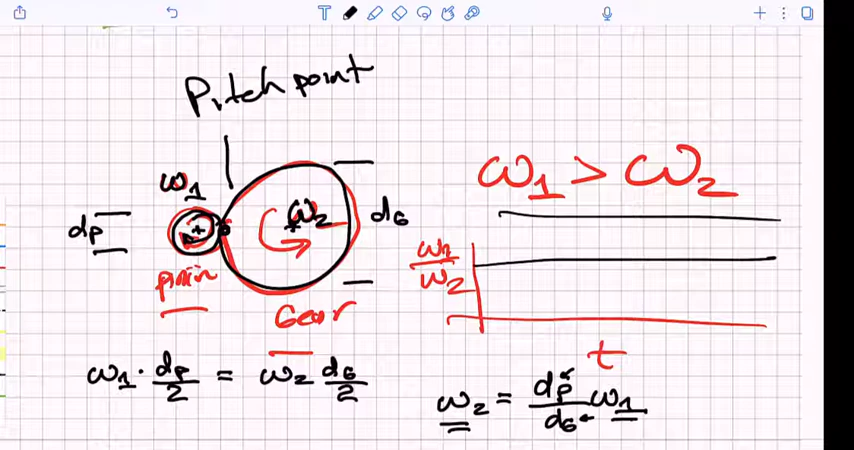 Pitch point
ω1
ω1 > ω2
dp
ω2
dG
ω1/ω2
pinion
Gear
t
ω1 · dp/2 = ω2 dG/2
ω2 = dp/dG ω1